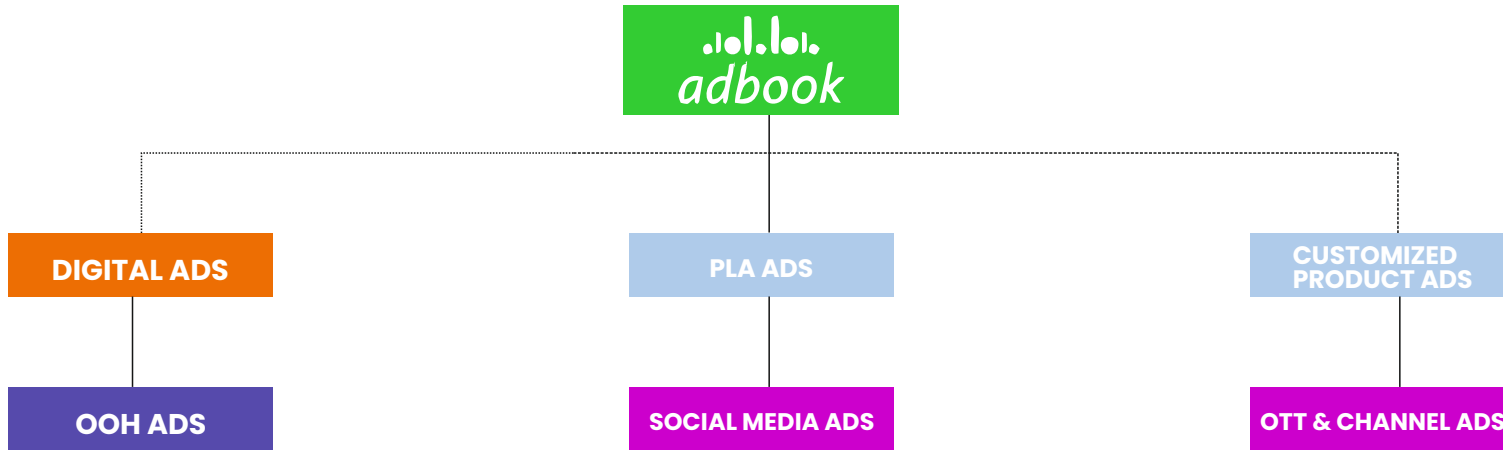 adbook
DIGITAL ADS
PLA ADS
CUSTOMIZED
PRODUCT ADS
OOH ADS
SOCIAL MEDIA ADS
OTT & CHANNEL ADS